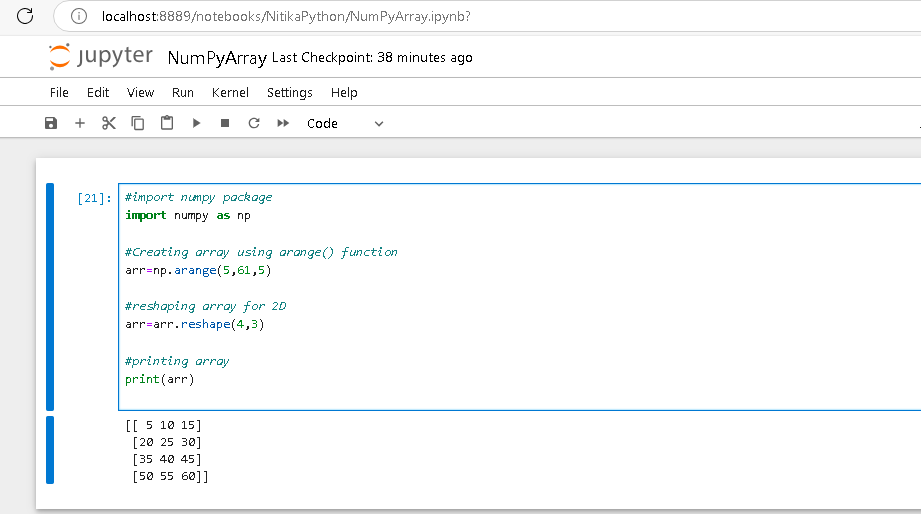 localhost:8889/notebooks/NitikaPython/NumPyArray.ipynb?
jupyter NumPyArray Last Checkpoint: 38 minutes ago
File Edit View Run Kernel Settings Help
Code
[21]: #import numpy package
import numpy as np
#Creating array using arange() function
arr=np.arange(5,61,5)
#reshaping array for 2D
arr=arr.reshape(4,3)
#printing array
print(arr)
[[ 5 10 15]
[20 25 30]
[35 40 45]
[50 55 60]]